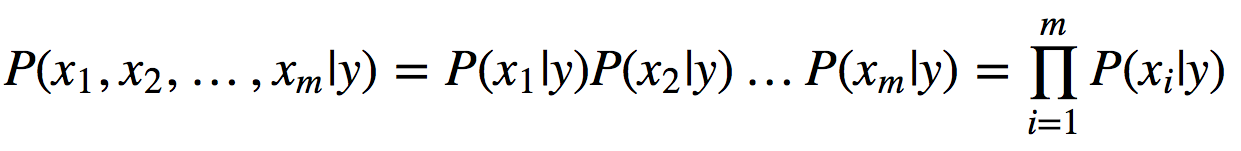 P(x₁, x₂, … , xₘ|y) = P(x₁|y)P(x₂|y) … P(xₘ|y) = ∏ᵢ₌₁ᵐ P(xᵢ|y)